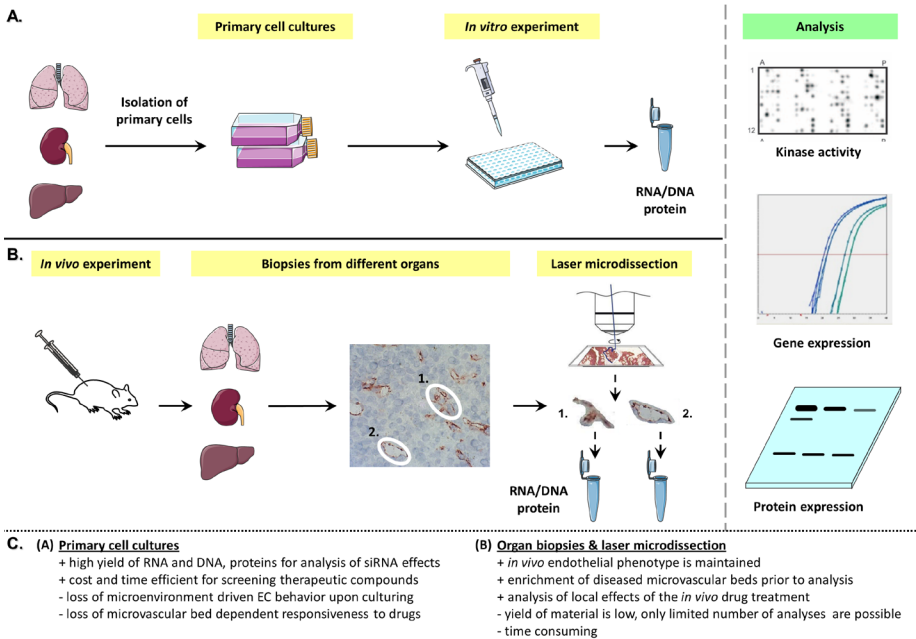 A.
Primary cell cultures
In vitro experiment
Analysis
Isolation of
primary cells
RNA/DNA
protein
A
P
1
12
Kinase activity
B.
In vivo experiment
Biopsies from different organs
Laser microdissection
1.
2.
1.
2.
RNA/DNA
protein
Gene expression
Protein expression
C.
(A) Primary cell cultures
+ high yield of RNA and DNA, proteins for analysis of siRNA effects
+ cost and time efficient for screening therapeutic compounds
- loss of microenvironment driven EC behavior upon culturing
- loss of microvascular bed dependent responsiveness to drugs
(B) Organ biopsies & laser microdissection
+ in vivo endothelial phenotype is maintained
+ enrichment of diseased microvascular beds prior to analysis
+ analysis of local effects of the in vivo drug treatment
- yield of material is low, only limited number of analyses are possible
- time consuming